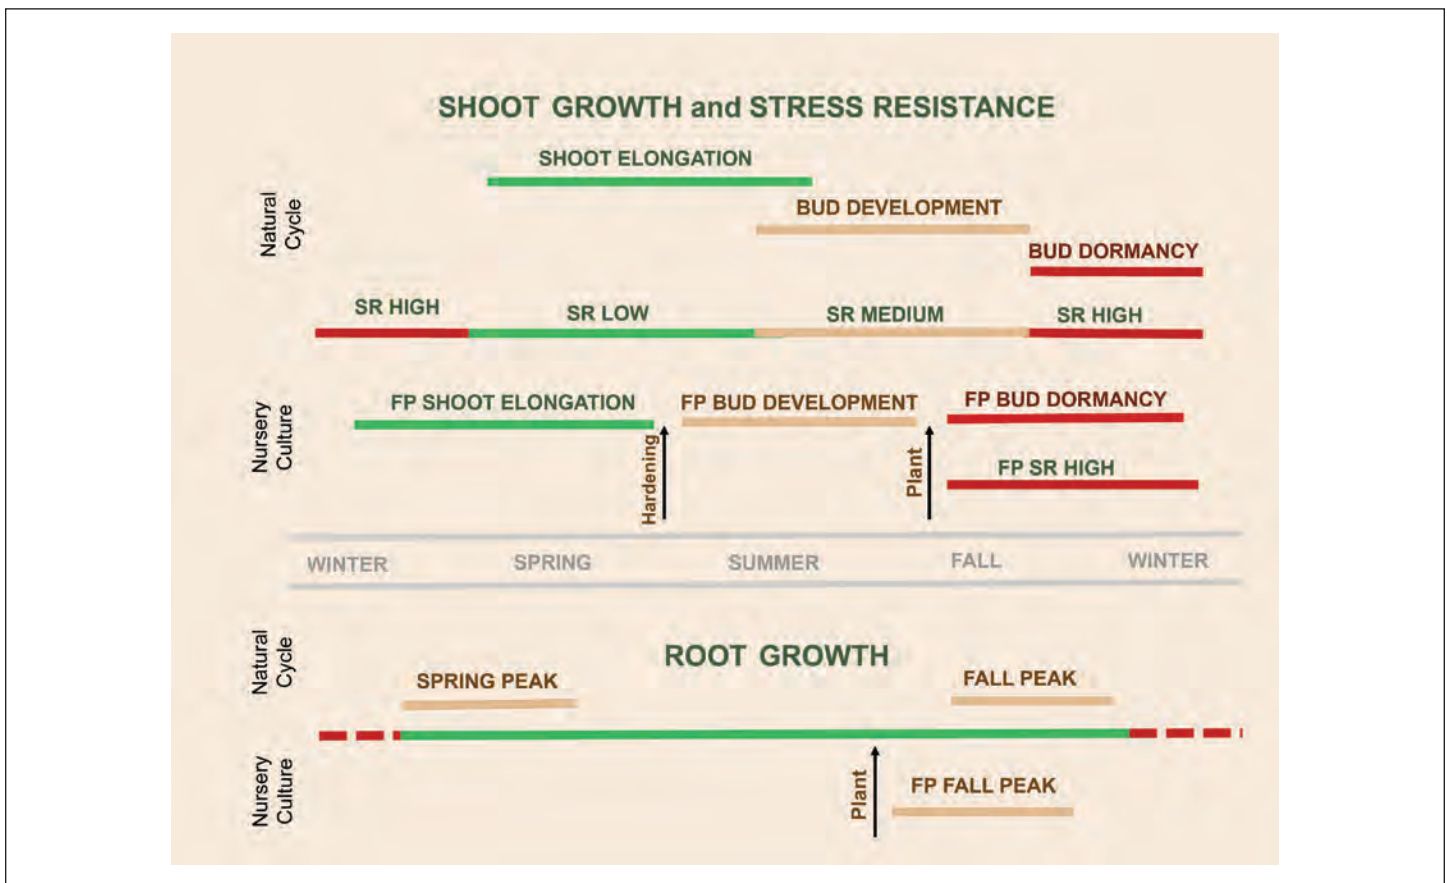 SHOOT GROWTH and STRESS RESISTANCE
SHOOT ELONGATION
Natural
Cycle
BUD DEVELOPMENT
BUD DORMANCY
SR HIGH
SR LOW
SR MEDIUM
SR HIGH
Nursery
Culture
FP SHOOT ELONGATION
FP BUD DEVELOPMENT
FP BUD DORMANCY
Hardening
Plant
FP SR HIGH
WINTER
SPRING
SUMMER
FALL
WINTER
Natural
Cycle
ROOT GROWTH
SPRING PEAK
FALL PEAK
Nursery
Culture
Plant
FP FALL PEAK